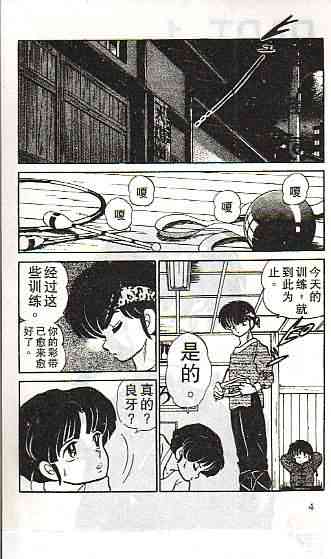 嗄
嗄
嗄
嗄
今天的
训练，就
到此为
止。
是的。
经过这
些训练。
你的彩带
已愈来愈
好了。
真的？
良牙？
4